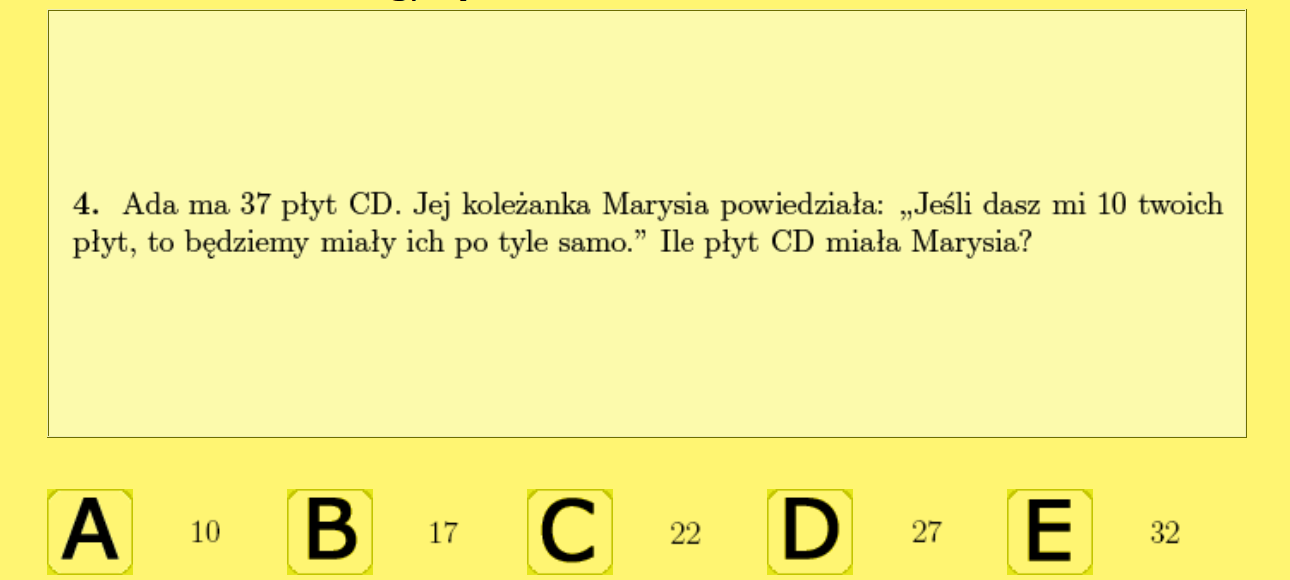 4. Ada ma 37 płyt CD. Jej koleżanka Marysia powiedziała: „Jeśli dasz mi 10 twoich
płyt, to będziemy miały ich po tyle samo.” Ile płyt CD miała Marysia?
A 10 B 17 C 22 D 27 E 32